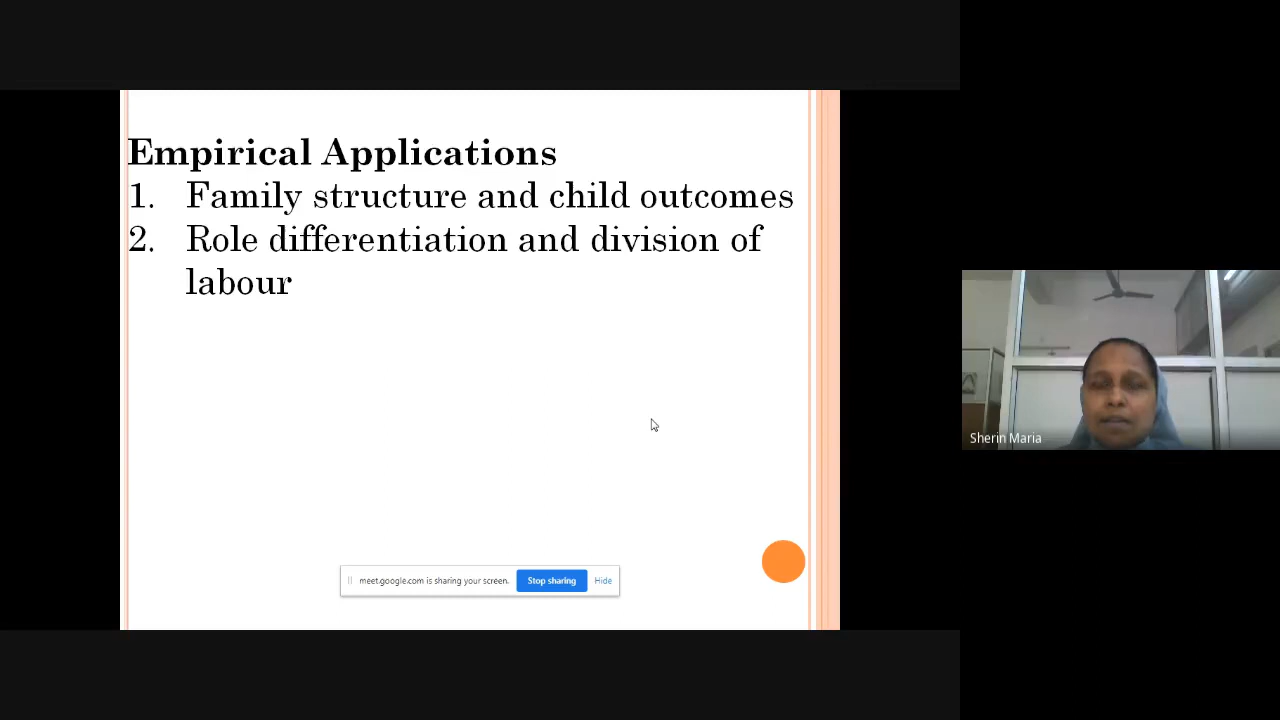 Empirical Applications
1. Family structure and child outcomes
2. Role differentiation and division of
labour
Sherin Maria
meet.google.com is sharing your screen. Stop sharing Hide